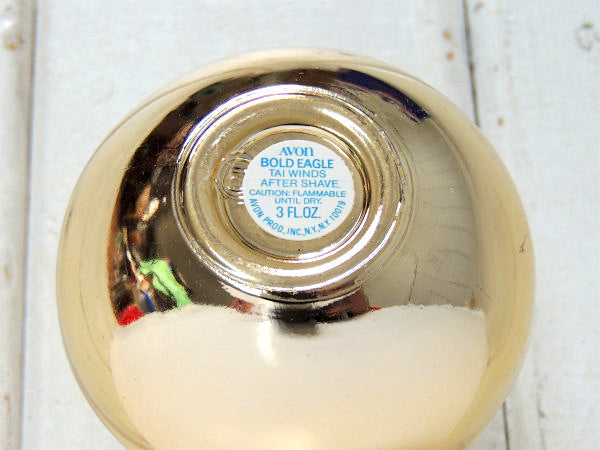 AVON
BOLD EAGLE
TAI WINDS
AFTER SHAVE
CAUTION: FLAMMABLE
UNTIL DRY.
3 FL.OZ.
AVON PROD., INC., N.Y., N.Y. 10019